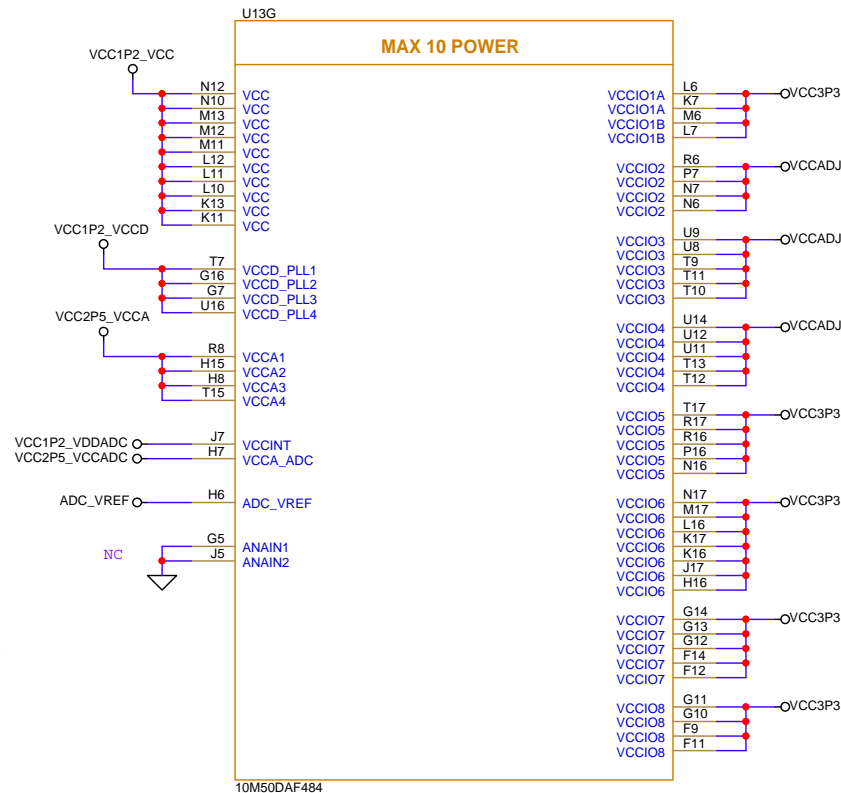 U13G
MAX 10 POWER
VCC1P2_VCC
N12 VCC
N10 VCC
M13 VCC
M12 VCC
M11 VCC
L12 VCC
L11 VCC
L10 VCC
K13 VCC
K11 VCC
VCC1P2_VCCD
T7 VCCD_PLL1
G16 VCCD_PLL2
G7 VCCD_PLL3
U16 VCCD_PLL4
VCC2P5_VCCA
R8 VCCA1
H15 VCCA2
H8 VCCA3
T15 VCCA4
VCC1P2_VDDADC J7 VCCINT
VCC2P5_VCCADC H7 VCCA_ADC
ADC_VREF H6 ADC_VREF
G5 ANAIN1
NC J5 ANAIN2
VCCIO1A L6 VCC3P3
VCCIO1A K7
VCCIO1B M6
VCCIO1B L7
VCCIO2 R6 VCCADJ
VCCIO2 P7
VCCIO2 N7
VCCIO2 N6
VCCIO3 U9 VCCADJ
VCCIO3 U8
VCCIO3 T9
VCCIO3 T11
VCCIO3 T10
VCCIO4 U14 VCCADJ
VCCIO4 U12
VCCIO4 U11
VCCIO4 T13
VCCIO4 T12
VCCIO5 T17 VCC3P3
VCCIO5 R17
VCCIO5 R16
VCCIO5 P16
VCCIO5 N16
VCCIO6 N17 VCC3P3
VCCIO6 M17
VCCIO6 L16
VCCIO6 K17
VCCIO6 K16
VCCIO6 J17
VCCIO6 H16
VCCIO7 G14 VCC3P3
VCCIO7 G13
VCCIO7 G12
VCCIO7 F14
VCCIO7 F12
VCCIO8 G11 VCC3P3
VCCIO8 G10
VCCIO8 F9
VCCIO8 F11
10M50DAF484